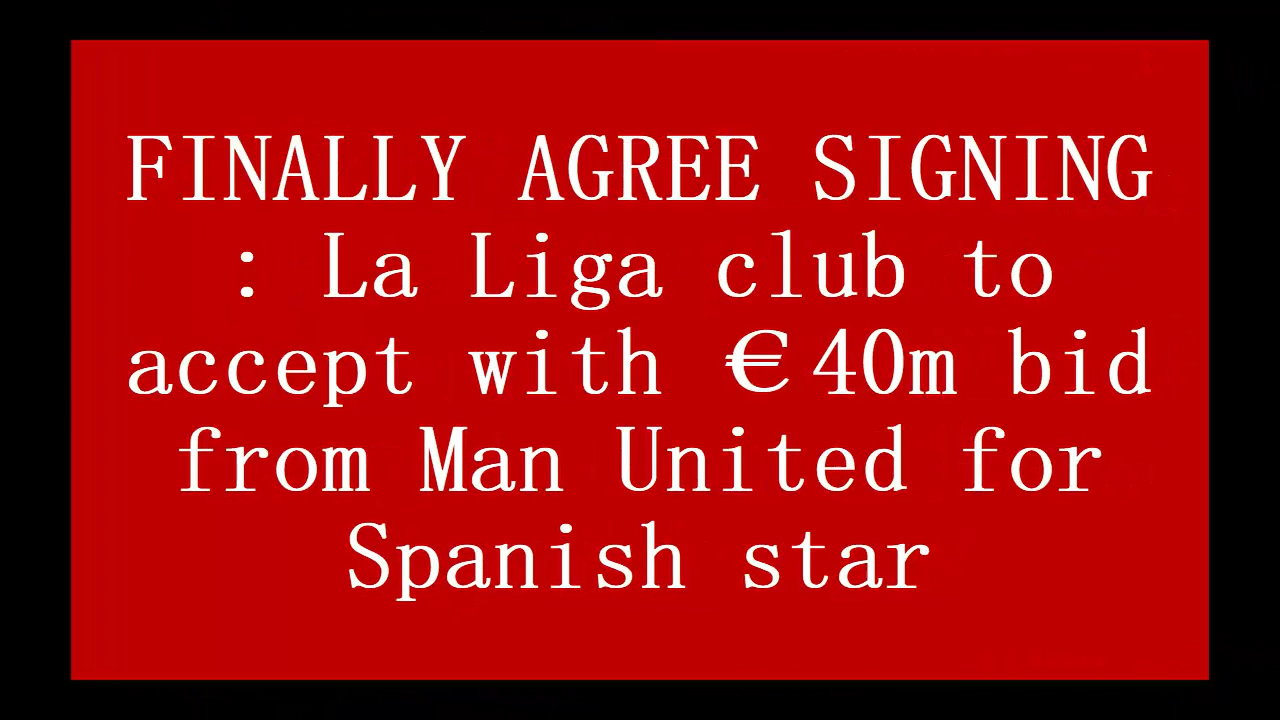 FINALLY AGREE SIGNING
: La Liga club to
accept with €40m bid
from Man United for
Spanish star